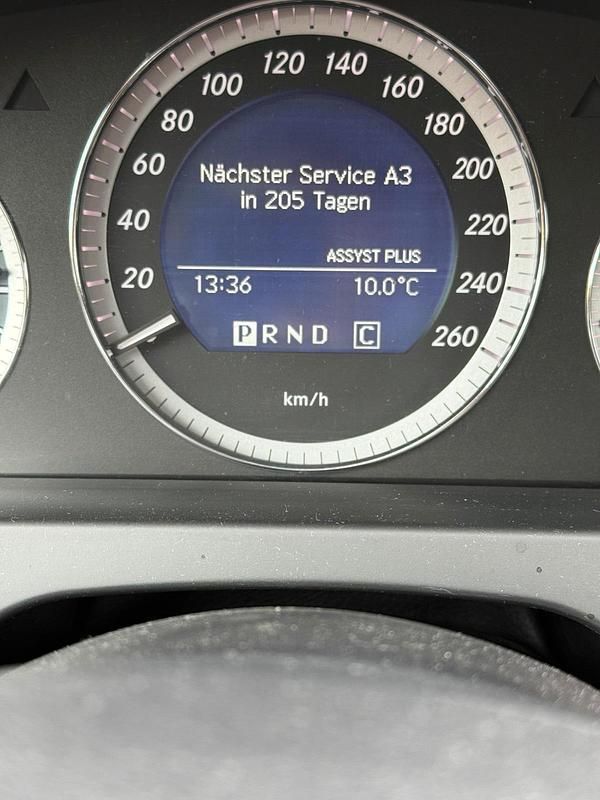 120 140
100 160
80 180
60 200
40 220
20 240
260
Nächster Service A3
in 205 Tagen
ASSYST PLUS
13:36 10.0°C
P R N D C
km/h